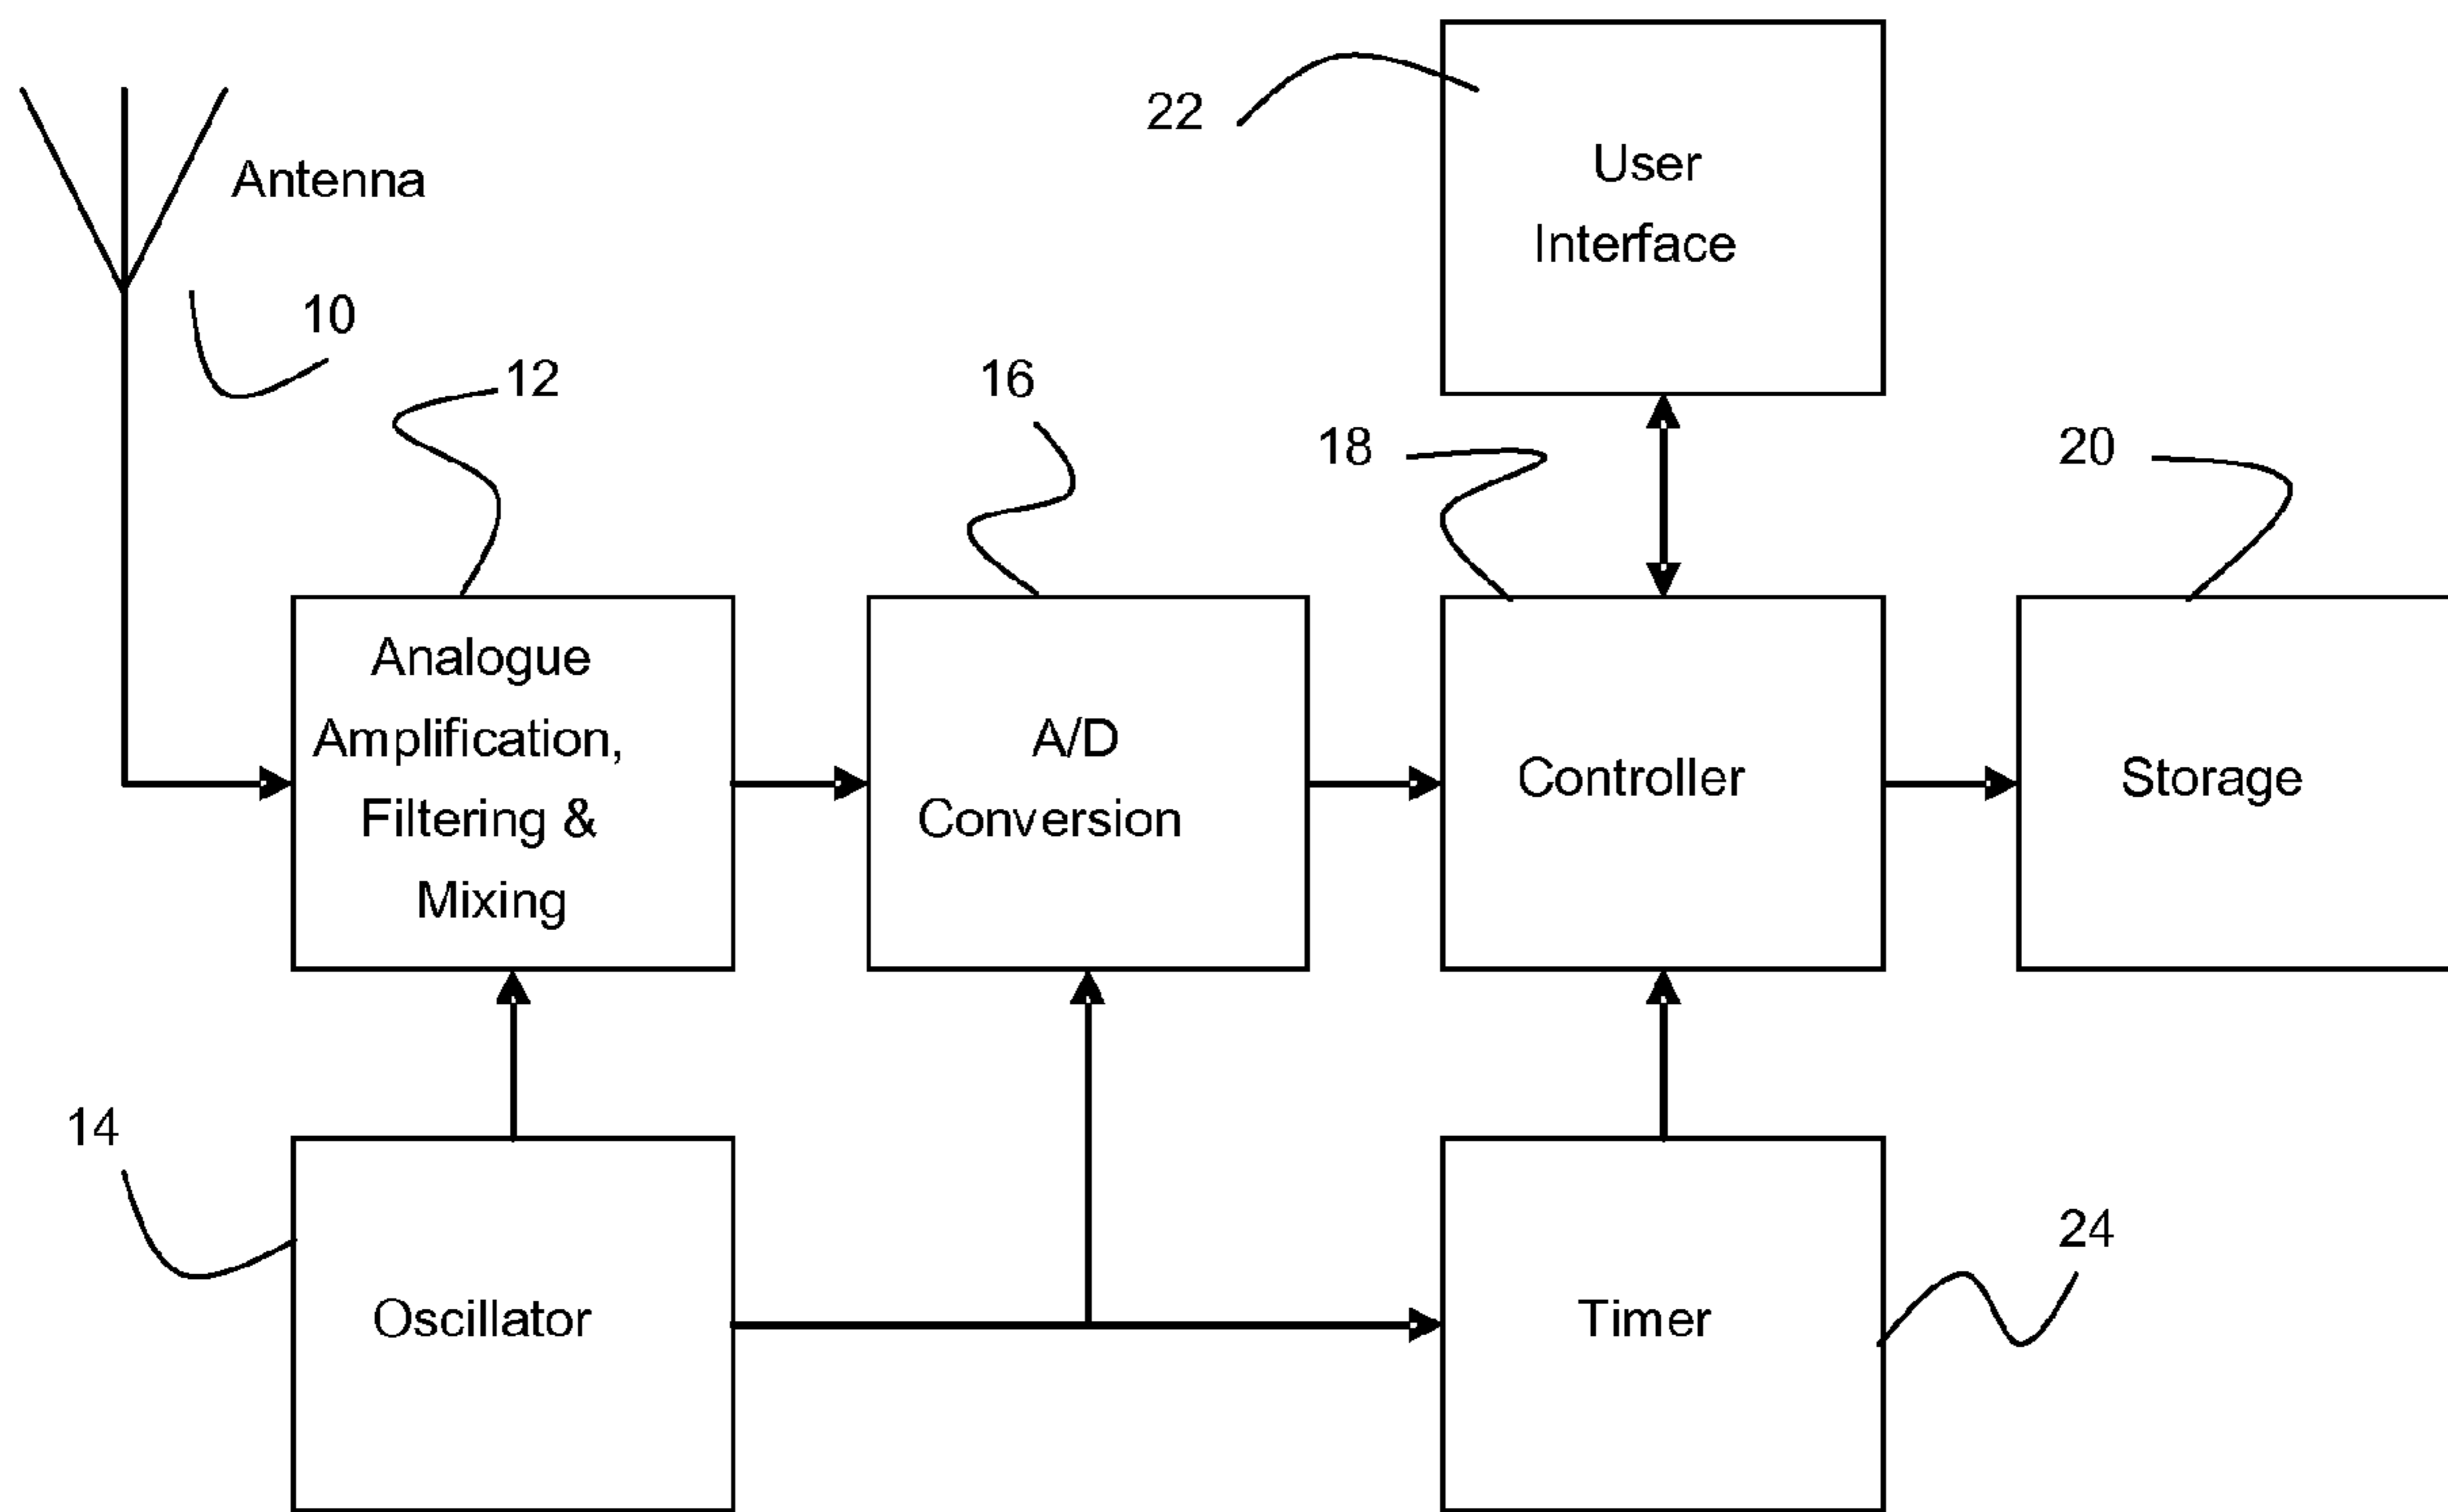 22
User
Interface
Antenna
10
12
16
18
20
Analogue
Amplification,
Filtering &
Mixing
A/D
Conversion
Controller
Storage
14
Oscillator
Timer
24